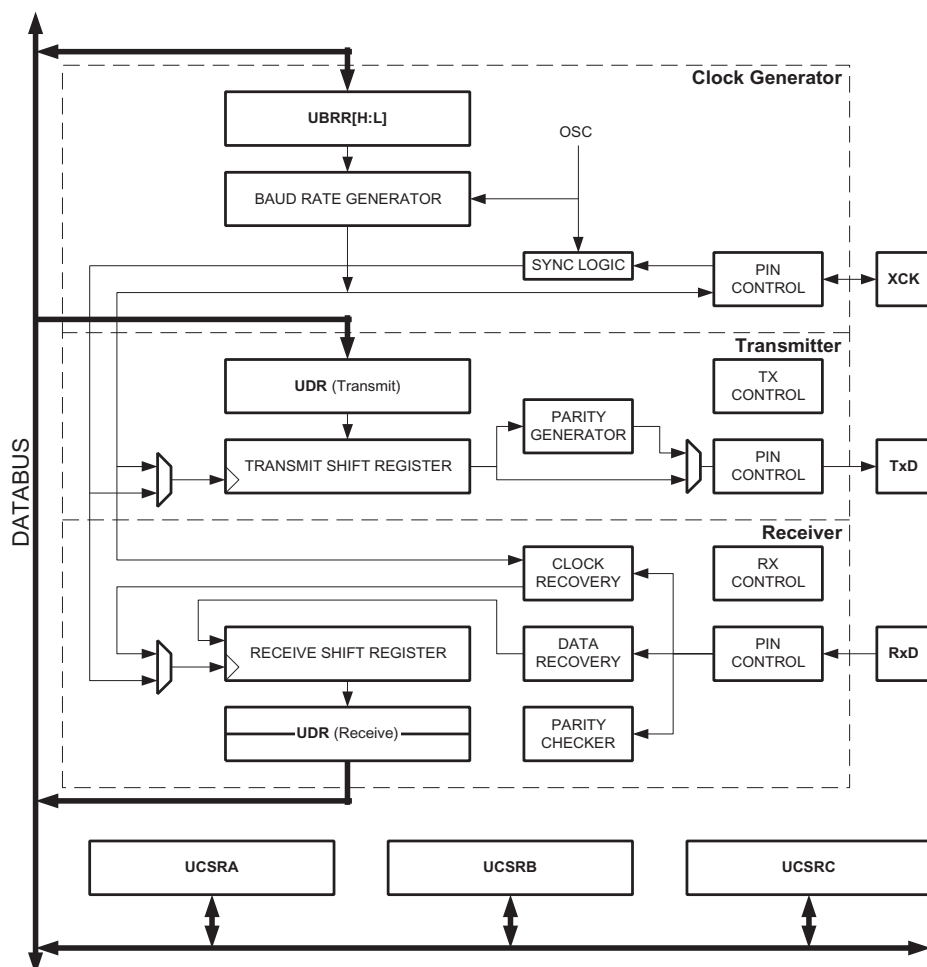 Clock Generator
UBRR[H:L]
OSC
BAUD RATE GENERATOR
SYNC LOGIC
PIN
CONTROL
XCK
DATABUS
Transmitter
UDR (Transmit)
TX
CONTROL
PARITY
GENERATOR
TRANSMIT SHIFT REGISTER
PIN
CONTROL
TxD
Receiver
CLOCK
RECOVERY
RX
CONTROL
RECEIVE SHIFT REGISTER
DATA
RECOVERY
PIN
CONTROL
RxD
UDR (Receive)
PARITY
CHECKER
UCSRA
UCSRB
UCSRC